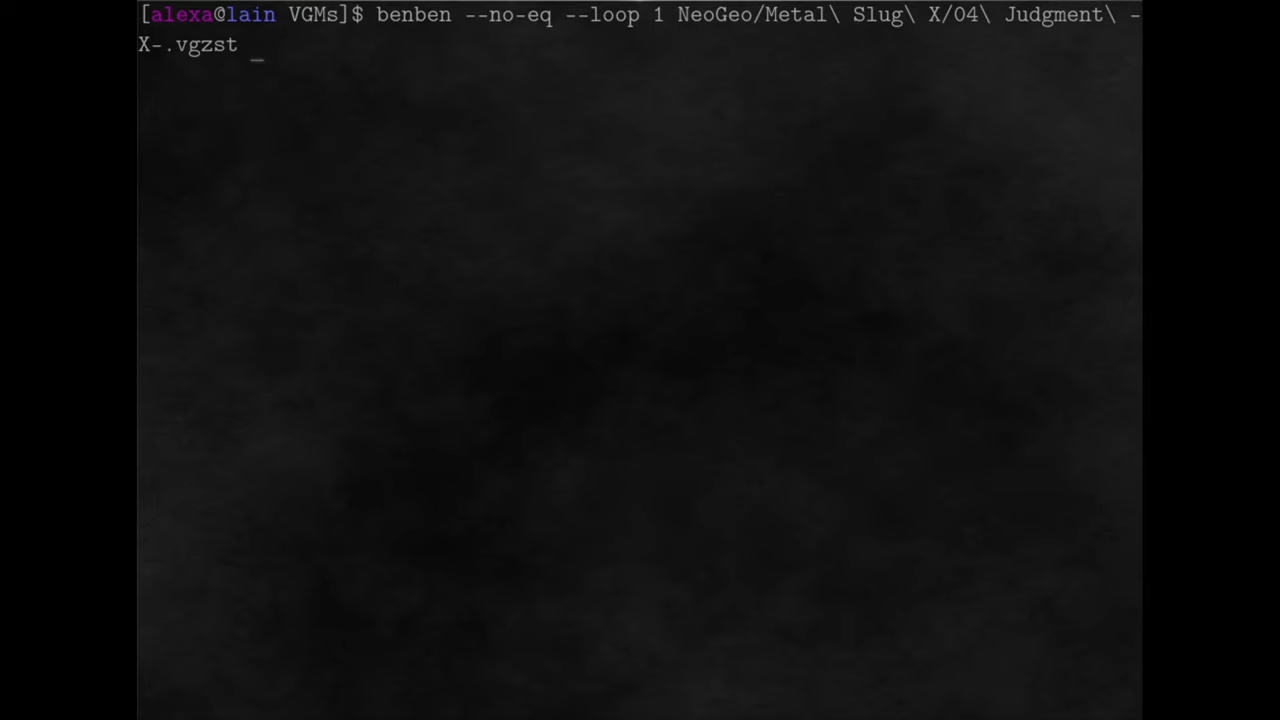 [alexa@lain VGMs]$ benben --no-eq --loop 1 NeoGeo/Metal\ Slug\ X/04\ Judgment\ -
X-.vgzst _